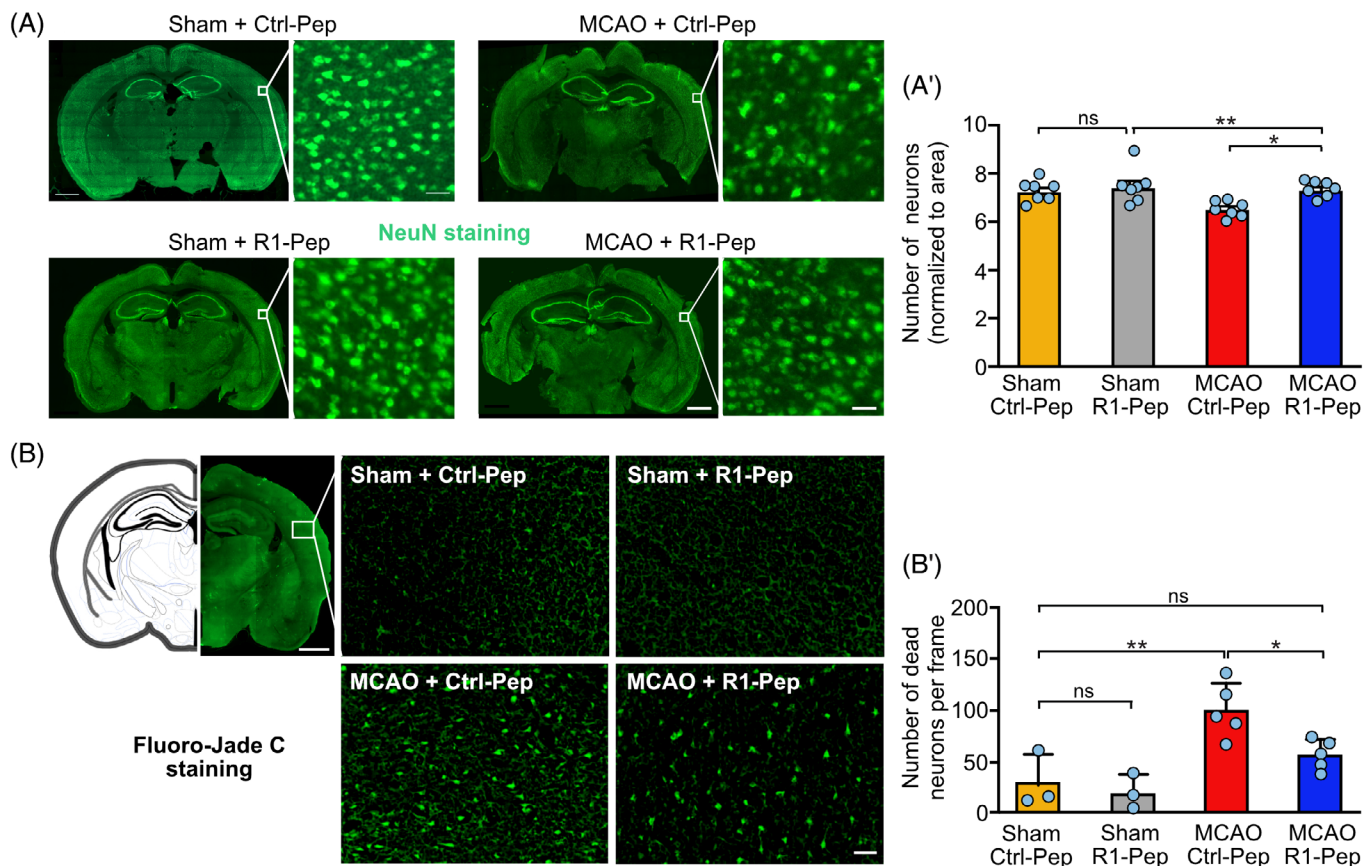 (A)
Sham + Ctrl-Pep
MCAO + Ctrl-Pep
NeuN staining
Sham + R1-Pep
MCAO + R1-Pep
(A')
Number of neurons
(normalized to area)
10
8
6
4
2
0
ns
**
*
Sham
Ctrl-Pep
Sham
R1-Pep
MCAO
Ctrl-Pep
MCAO
R1-Pep
(B)
Sham + Ctrl-Pep
Sham + R1-Pep
MCAO + Ctrl-Pep
MCAO + R1-Pep
Fluoro-Jade C
staining
(B')
Number of dead
neurons per frame
200
150
100
50
0
ns
**
*
ns
Sham
Ctrl-Pep
Sham
R1-Pep
MCAO
Ctrl-Pep
MCAO
R1-Pep